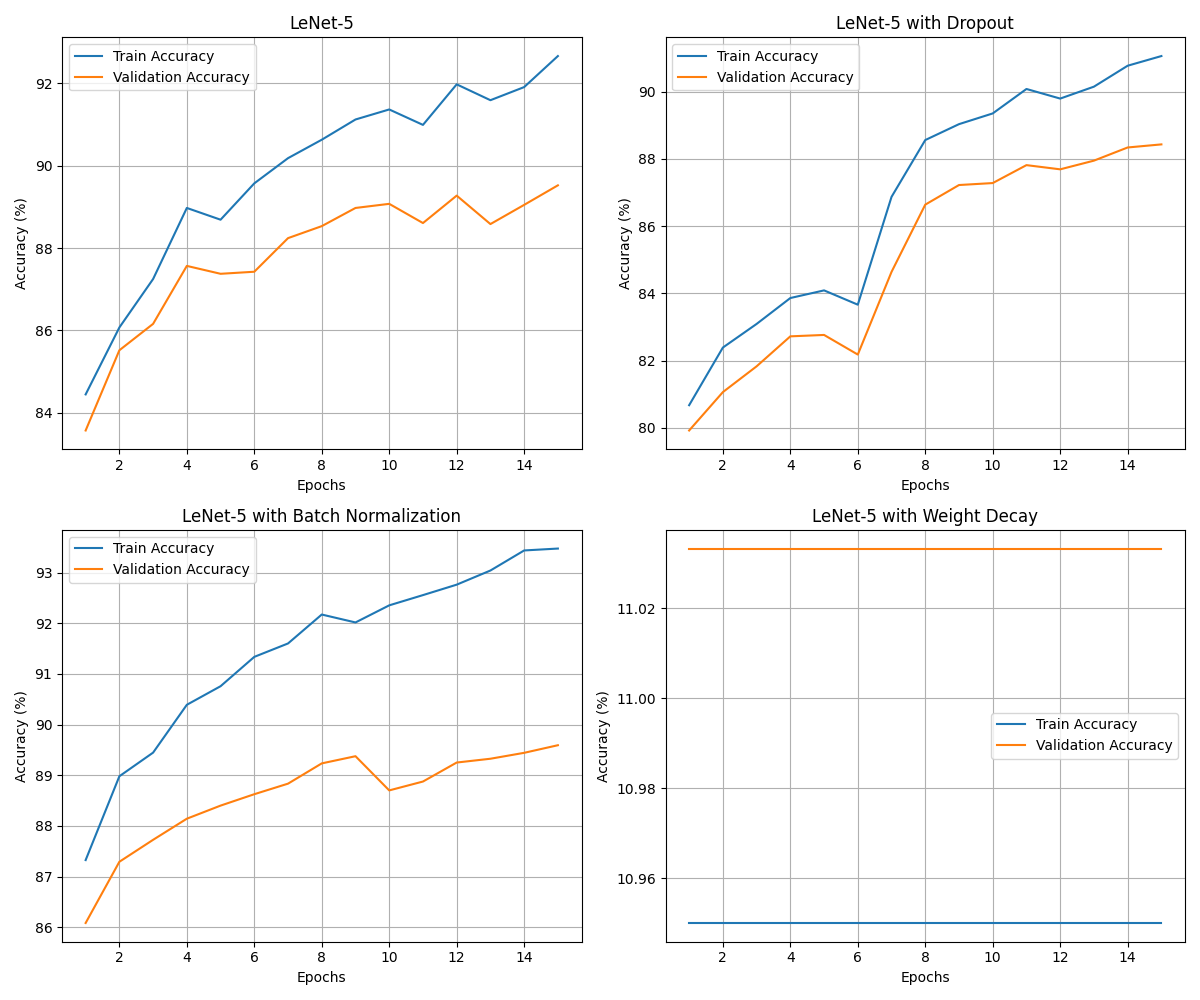 LeNet-5
Train Accuracy
Validation Accuracy
Accuracy (%)
92
90
88
86
84
2 4 6 8 10 12 14
Epochs
LeNet-5 with Dropout
Train Accuracy
Validation Accuracy
Accuracy (%)
90
88
86
84
82
80
2 4 6 8 10 12 14
Epochs
LeNet-5 with Batch Normalization
Train Accuracy
Validation Accuracy
Accuracy (%)
93
92
91
90
89
88
87
86
2 4 6 8 10 12 14
Epochs
LeNet-5 with Weight Decay
Accuracy (%)
11.02
11.00
10.98
10.96
Train Accuracy
Validation Accuracy
2 4 6 8 10 12 14
Epochs